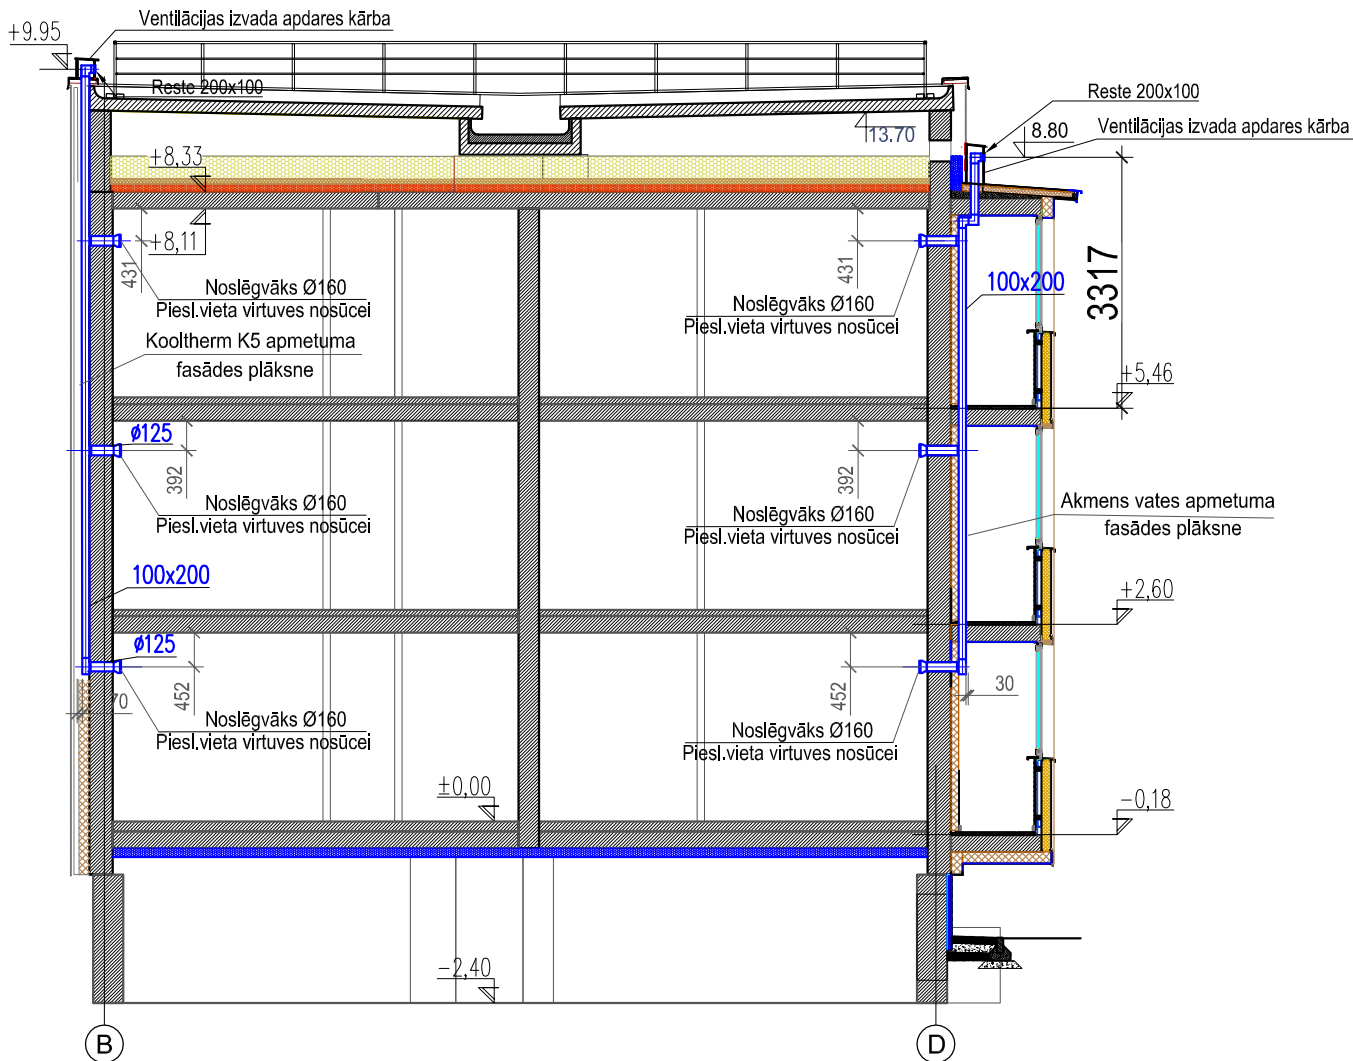 Ventilācijas izvada apdares kārba
+9.95
Reste 200x100
Reste 200x100
Ventilācijas izvada apdares kārba
8.80
13.70
+8,33
+8,11
431
431
Noslēgvāks Ø160
Piesl.vieta virtuves nosūcei
Noslēgvāks Ø160
Piesl.vieta virtuves nosūcei
100x200
3317
Kooltherm K5 apmetuma
fasādes plāksne
+5,46
ø125
392
392
Noslēgvāks Ø160
Piesl.vieta virtuves nosūcei
Noslēgvāks Ø160
Piesl.vieta virtuves nosūcei
Akmens vates apmetuma
fasādes plāksne
100x200
+2,60
ø125
452
452
70
30
Noslēgvāks Ø160
Piesl.vieta virtuves nosūcei
Noslēgvāks Ø160
Piesl.vieta virtuves nosūcei
±0,00
-0,18
-2,40
B
D